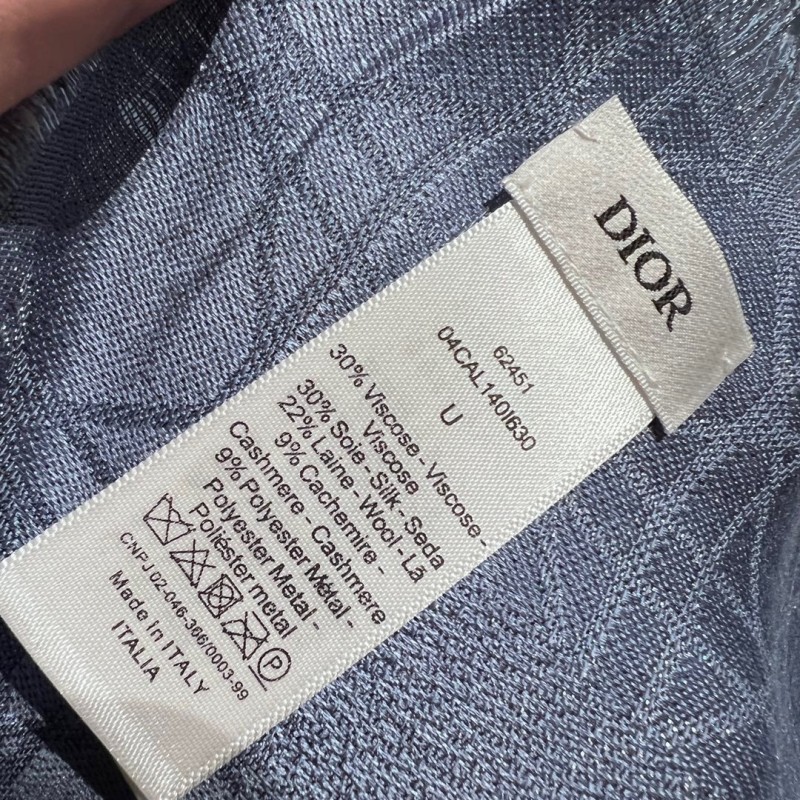 DIOR
62451
04CAL140I630
U
30% Viscose - Viscose -
Viscose
30% Soie - Silk - Seda
22% Laine - Wool - Lã
9% Cachemire -
Cashmere - Cashmere
9% Polyester Métal -
Polyester Metal -
Poliéster metal
P
CNPJ 02-046-366/0003-99
Made in ITALY
ITALIA